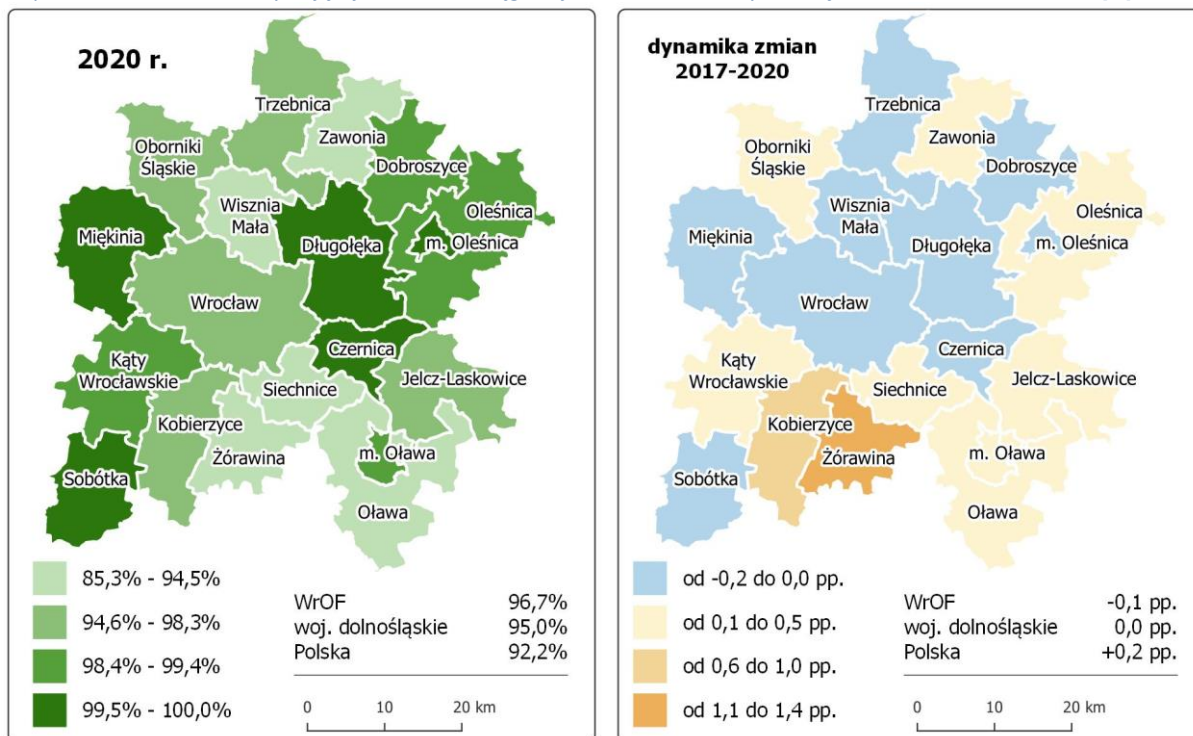 2020 r.
Trzebnica
Zawonia
Oborniki
Śląskie
Dobroszyce
Oleśnica
Wisznia
Mała
Miękinia
Długołęka
m. Oleśnica
Wrocław
Czernica
Kąty
Wrocławskie
Siechnice
Jelcz-Laskowice
Kobierzyce
m. Oława
Żórawina
Sobótka
Oława
85,3% - 94,5%
94,6% - 98,3%
98,4% - 99,4%
99,5% - 100,0%
WrOF 96,7%
woj. dolnośląskie 95,0%
Polska 92,2%
0 10 20 km
dynamika zmian
2017-2020
Trzebnica
Zawonia
Oborniki
Śląskie
Dobroszyce
Oleśnica
Wisznia
Mała
Miękinia
Długołęka
m. Oleśnica
Wrocław
Czernica
Kąty
Wrocławskie
Siechnice
Jelcz-Laskowice
Kobierzyce
m. Oława
Żórawina
Sobótka
Oława
od -0,2 do 0,0 pp.
od 0,1 do 0,5 pp.
od 0,6 do 1,0 pp.
od 1,1 do 1,4 pp.
WrOF -0,1 pp.
woj. dolnośląskie 0,0 pp.
Polska +0,2 pp.
0 10 20 km